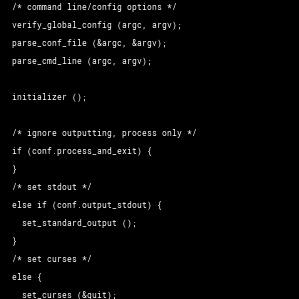 /* command line/config options */
verify_global_config (argc, argv);
parse_conf_file (&argc, &argv);
parse_cmd_line (argc, argv);
initializer ();
/* ignore outputting, process only */
if (conf.process_and_exit) {
}
/* set stdout */
else if (conf.output_stdout) {
set_standard_output ();
}
/* set curses */
else {
set_curses (&quit);